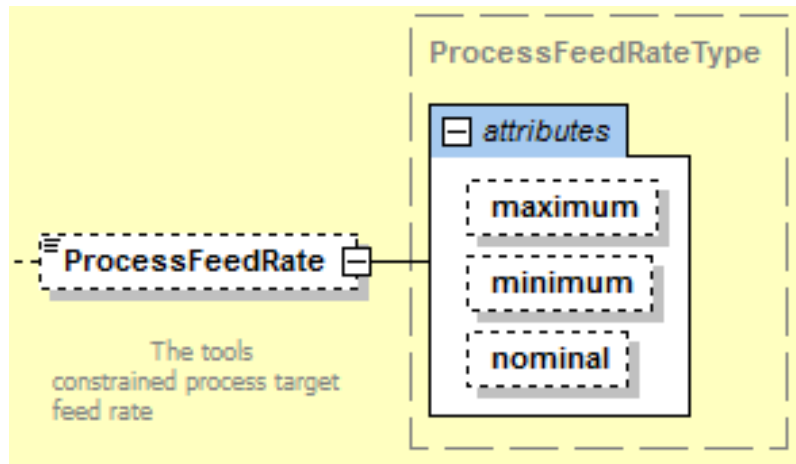 ProcessFeedRateType
attributes
maximum
ProcessFeedRate
minimum
nominal
The tools
constrained process target
feed rate